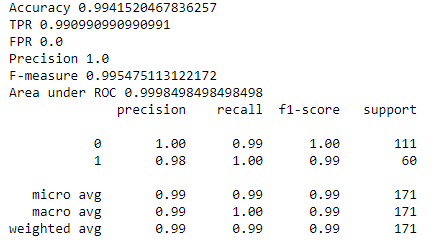 Accuracy 0.9941520467836257
TPR 0.990990990990991
FPR 0.0
Precision 1.0
F-measure 0.995475113122172
Area under ROC 0.9998498498498498
precision recall f1-score support
0 1.00 0.99 1.00 111
1 0.98 1.00 0.99 60
micro avg 0.99 0.99 0.99 171
macro avg 0.99 1.00 0.99 171
weighted avg 0.99 0.99 0.99 171